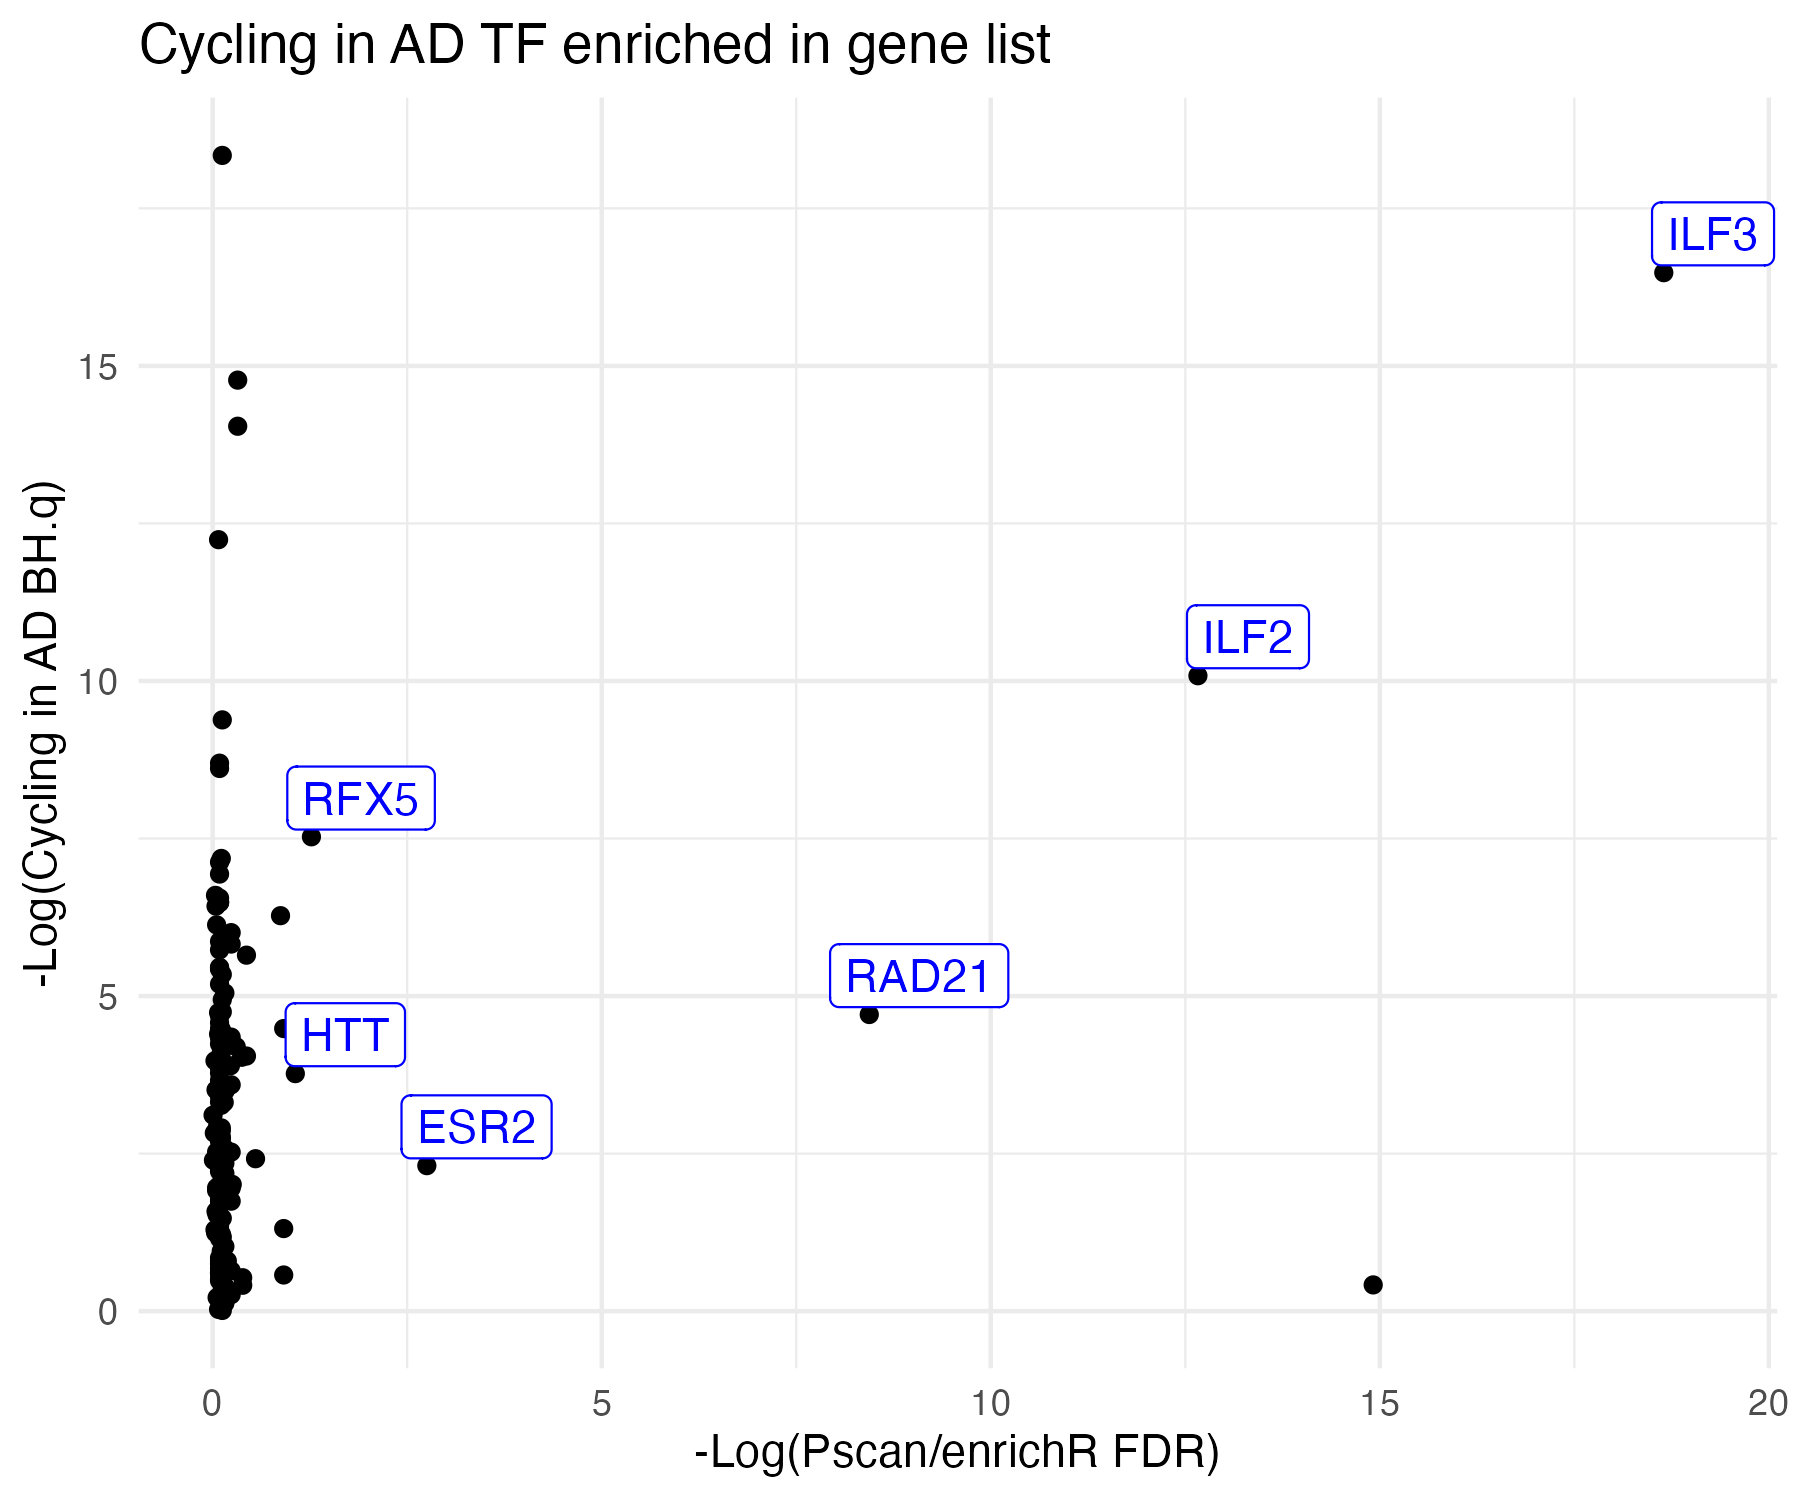 Cycling in AD TF enriched in gene list
-Log(Cycling in AD BH.q)
15
10
5
0
ILF3
ILF2
RFX5
RAD21
HTT
ESR2
0 5 10 15 20
-Log(Pscan/enrichR FDR)